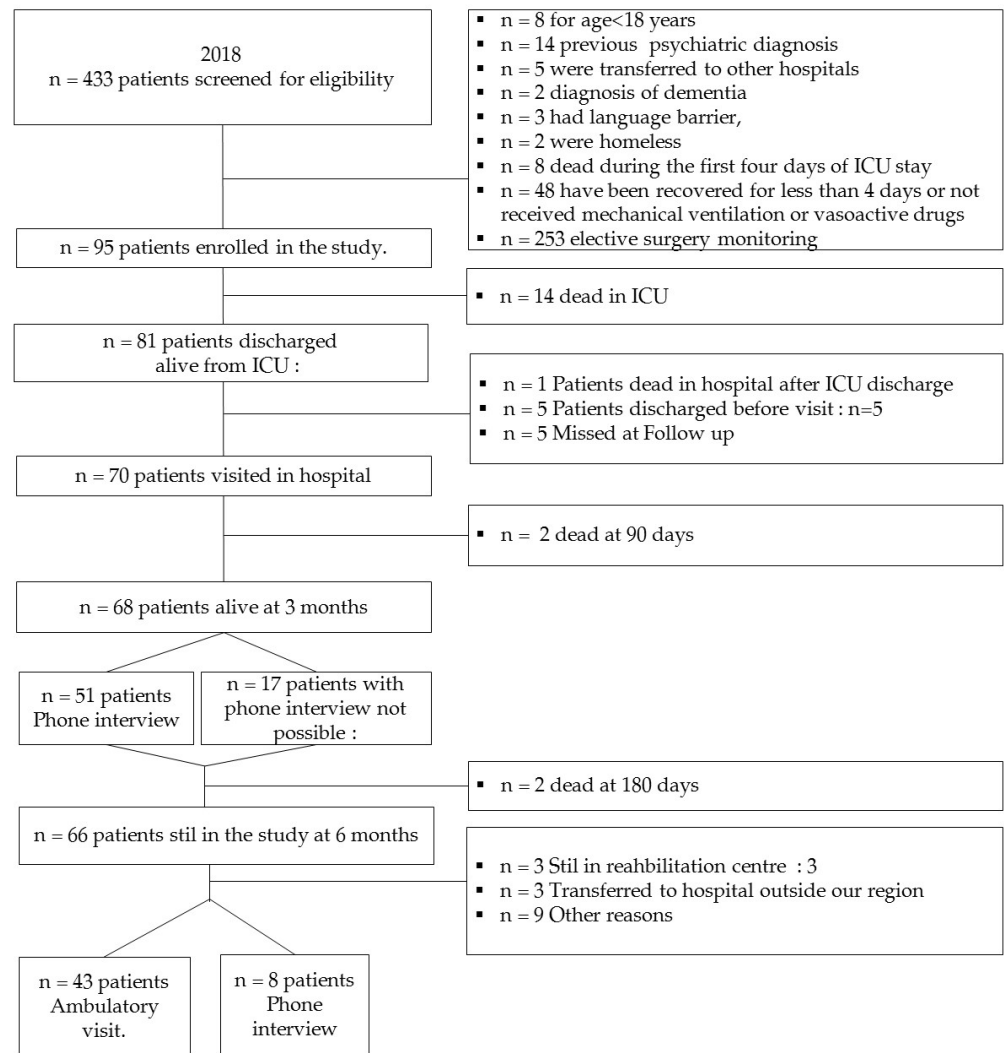 2018
n = 433 patients screened for eligibility
▪ n = 8 for age<18 years
▪ n = 14 previous psychiatric diagnosis
▪ n = 5 were transferred to other hospitals
▪ n = 2 diagnosis of dementia
▪ n = 3 had language barrier,
▪ n = 2 were homeless
▪ n = 8 dead during the first four days of ICU stay
▪ n = 48 have been recovered for less than 4 days or not
received mechanical ventilation or vasoactive drugs
▪ n = 253 elective surgery monitoring
n = 95 patients enrolled in the study.
▪ n = 14 dead in ICU
n = 81 patients discharged
alive from ICU :
▪ n = 1 Patients dead in hospital after ICU discharge
▪ n = 5 Patients discharged before visit : n=5
▪ n = 5 Missed at Follow up
n = 70 patients visited in hospital
▪ n = 2 dead at 90 days
n = 68 patients alive at 3 months
n = 51 patients
Phone interview
n = 17 patients with
phone interview not
possible :
▪ n = 2 dead at 180 days
n = 66 patients stil in the study at 6 months
▪ n = 3 Stil in reahbilitation centre : 3
▪ n = 3 Transferred to hospital outside our region
▪ n = 9 Other reasons
n = 43 patients
Ambulatory
visit.
n = 8 patients
Phone
interview